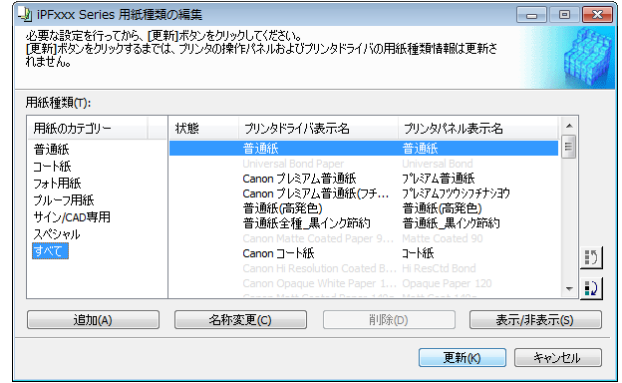 iPFxxx Series 用紙種類の編集
必要な設定を行ってから、[更新]ボタンをクリックしてください。
[更新]ボタンをクリックするまでは、プリンタの操作パネルおよびプリンタドライバの用紙種類情報は更新さ
れません。
用紙種類(T):
用紙のカテゴリー 状態 プリンタドライバ表示名 プリンタパネル表示名
普通紙 普通紙 普通紙
Universal Bond Paper Universal Bond
コート紙 Canon プレミアム普通紙 プレミアム普通紙
フォト用紙 Canon プレミアム普通紙(フチ... プレミアムフツウシフチナシヨウ
プルーフ用紙 普通紙(高発色) 普通紙(高発色)
サイン/CAD専用 普通紙全種_黒インク節約 普通紙_黒インク節約
スペシャル Canon Matte Coated Paper 9... Matte Coated 90
すべて Canon コート紙 コート紙
Canon Hi Resolution Coated B... HI ResCtd Bond
Canon Opaque White Paper 1... Opaque Paper 120
追加(A) 名称変更(C) 削除(D) 表示/非表示(S)
更新(K) キャンセル